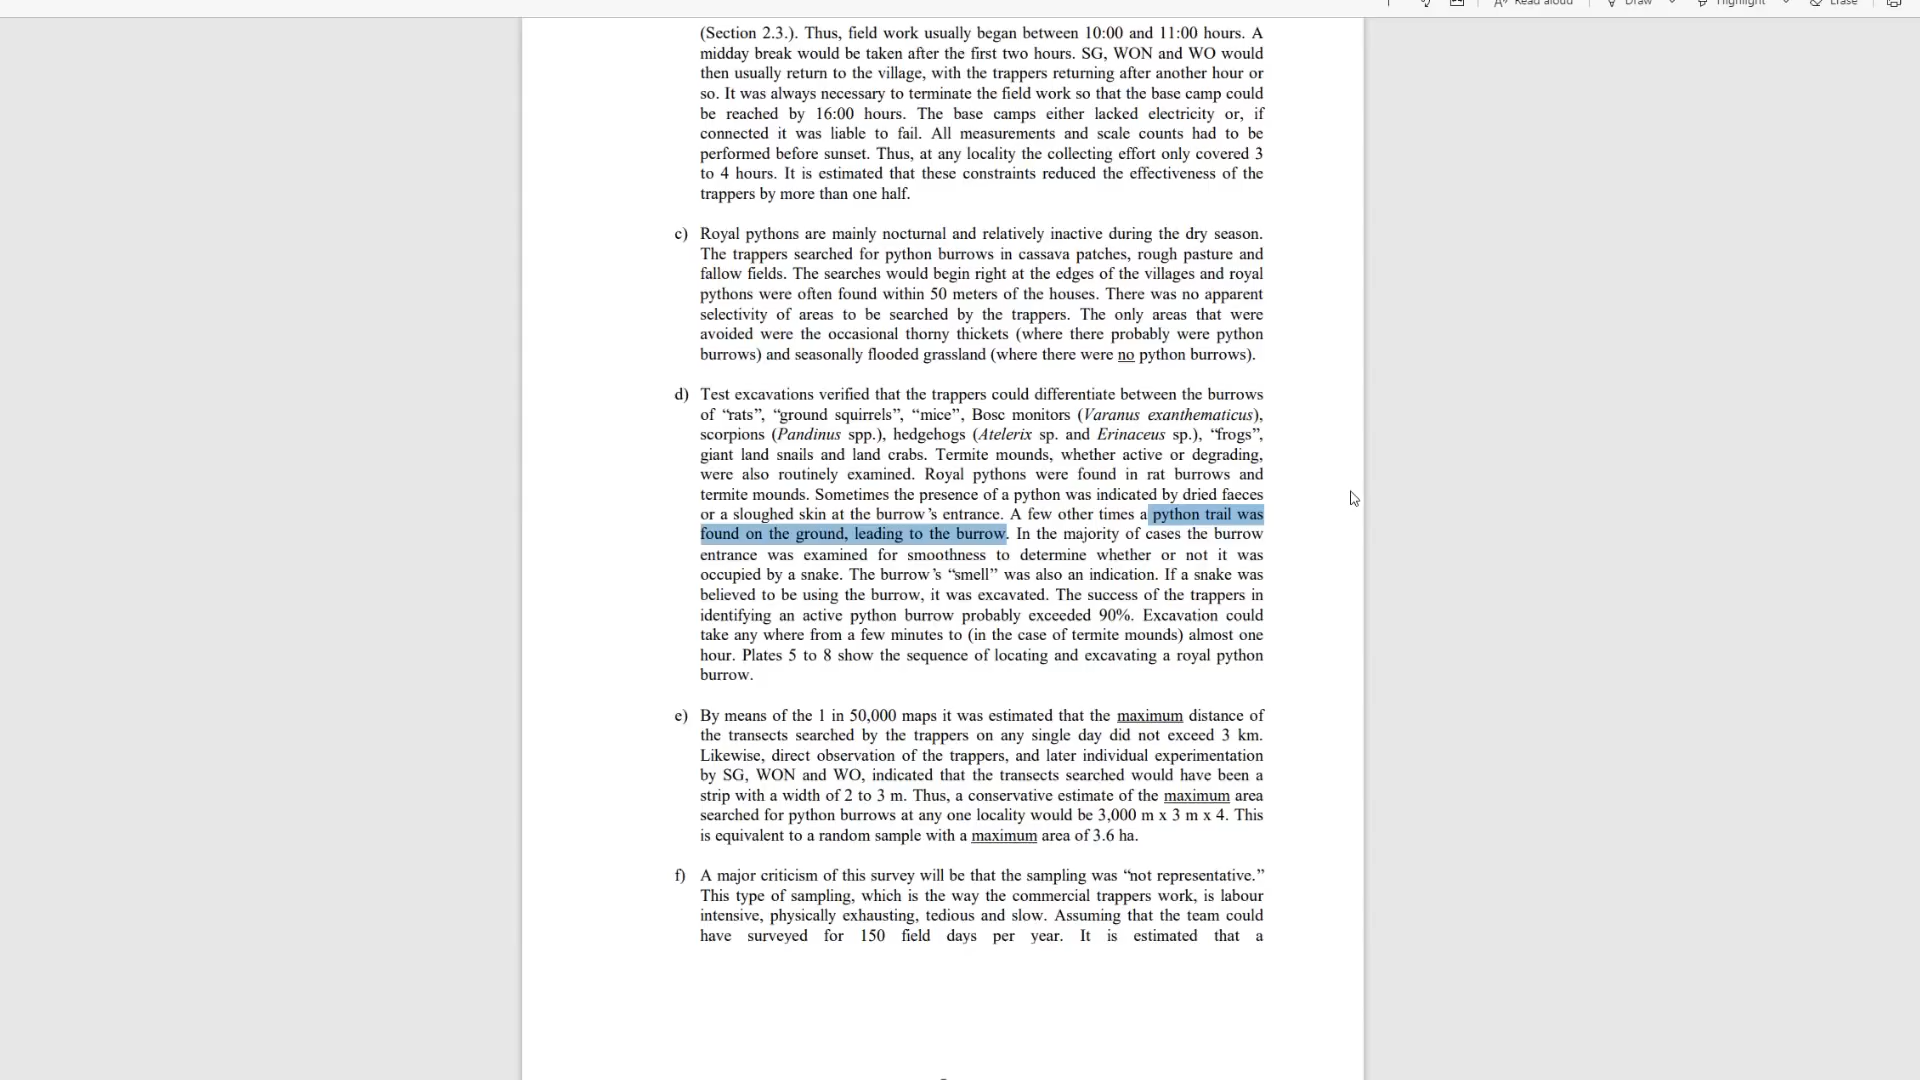 Read aloud Draw Highlight Erase
(Section 2.3.). Thus, field work usually began between 10:00 and 11:00 hours. A
midday break would be taken after the first two hours. SG, WON and WO would
then usually return to the village, with the trappers returning after another hour or
so. It was always necessary to terminate the field work so that the base camp could
be reached by 16:00 hours. The base camps either lacked electricity or, if
connected it was liable to fail. All measurements and scale counts had to be
performed before sunset. Thus, at any locality the collecting effort only covered 3
to 4 hours. It is estimated that these constraints reduced the effectiveness of the
trappers by more than one half.
c) Royal pythons are mainly nocturnal and relatively inactive during the dry season.
The trappers searched for python burrows in cassava patches, rough pasture and
fallow fields. The searches would begin right at the edges of the villages and royal
pythons were often found within 50 meters of the houses. There was no apparent
selectivity of areas to be searched by the trappers. The only areas that were
avoided were the occasional thorny thickets (where there probably were python
burrows) and seasonally flooded grassland (where there were no python burrows).
d) Test excavations verified that the trappers could differentiate between the burrows
of “rats”, “ground squirrels”, “mice”, Bosc monitors (Varanus exanthematicus),
scorpions (Pandinus spp.), hedgehogs (Atelerix sp. and Erinaceus sp.), “frogs”,
giant land snails and land crabs. Termite mounds, whether active or degrading,
were also routinely examined. Royal pythons were found in rat burrows and
termite mounds. Sometimes the presence of a python was indicated by dried faeces
or a sloughed skin at the burrow’s entrance. A few other times a python trail was
found on the ground, leading to the burrow. In the majority of cases the burrow
entrance was examined for smoothness to determine whether or not it was
occupied by a snake. The burrow’s “smell” was also an indication. If a snake was
believed to be using the burrow, it was excavated. The success of the trappers in
identifying an active python burrow probably exceeded 90%. Excavation could
take any where from a few minutes to (in the case of termite mounds) almost one
hour. Plates 5 to 8 show the sequence of locating and excavating a royal python
burrow.
e) By means of the 1 in 50,000 maps it was estimated that the maximum distance of
the transects searched by the trappers on any single day did not exceed 3 km.
Likewise, direct observation of the trappers, and later individual experimentation
by SG, WON and WO, indicated that the transects searched would have been a
strip with a width of 2 to 3 m. Thus, a conservative estimate of the maximum area
searched for python burrows at any one locality would be 3,000 m x 3 m x 4. This
is equivalent to a random sample with a maximum area of 3.6 ha.
f) A major criticism of this survey will be that the sampling was “not representative.”
This type of sampling, which is the way the commercial trappers work, is labour
intensive, physically exhausting, tedious and slow. Assuming that the team could
have surveyed for 150 field days per year. It is estimated that a